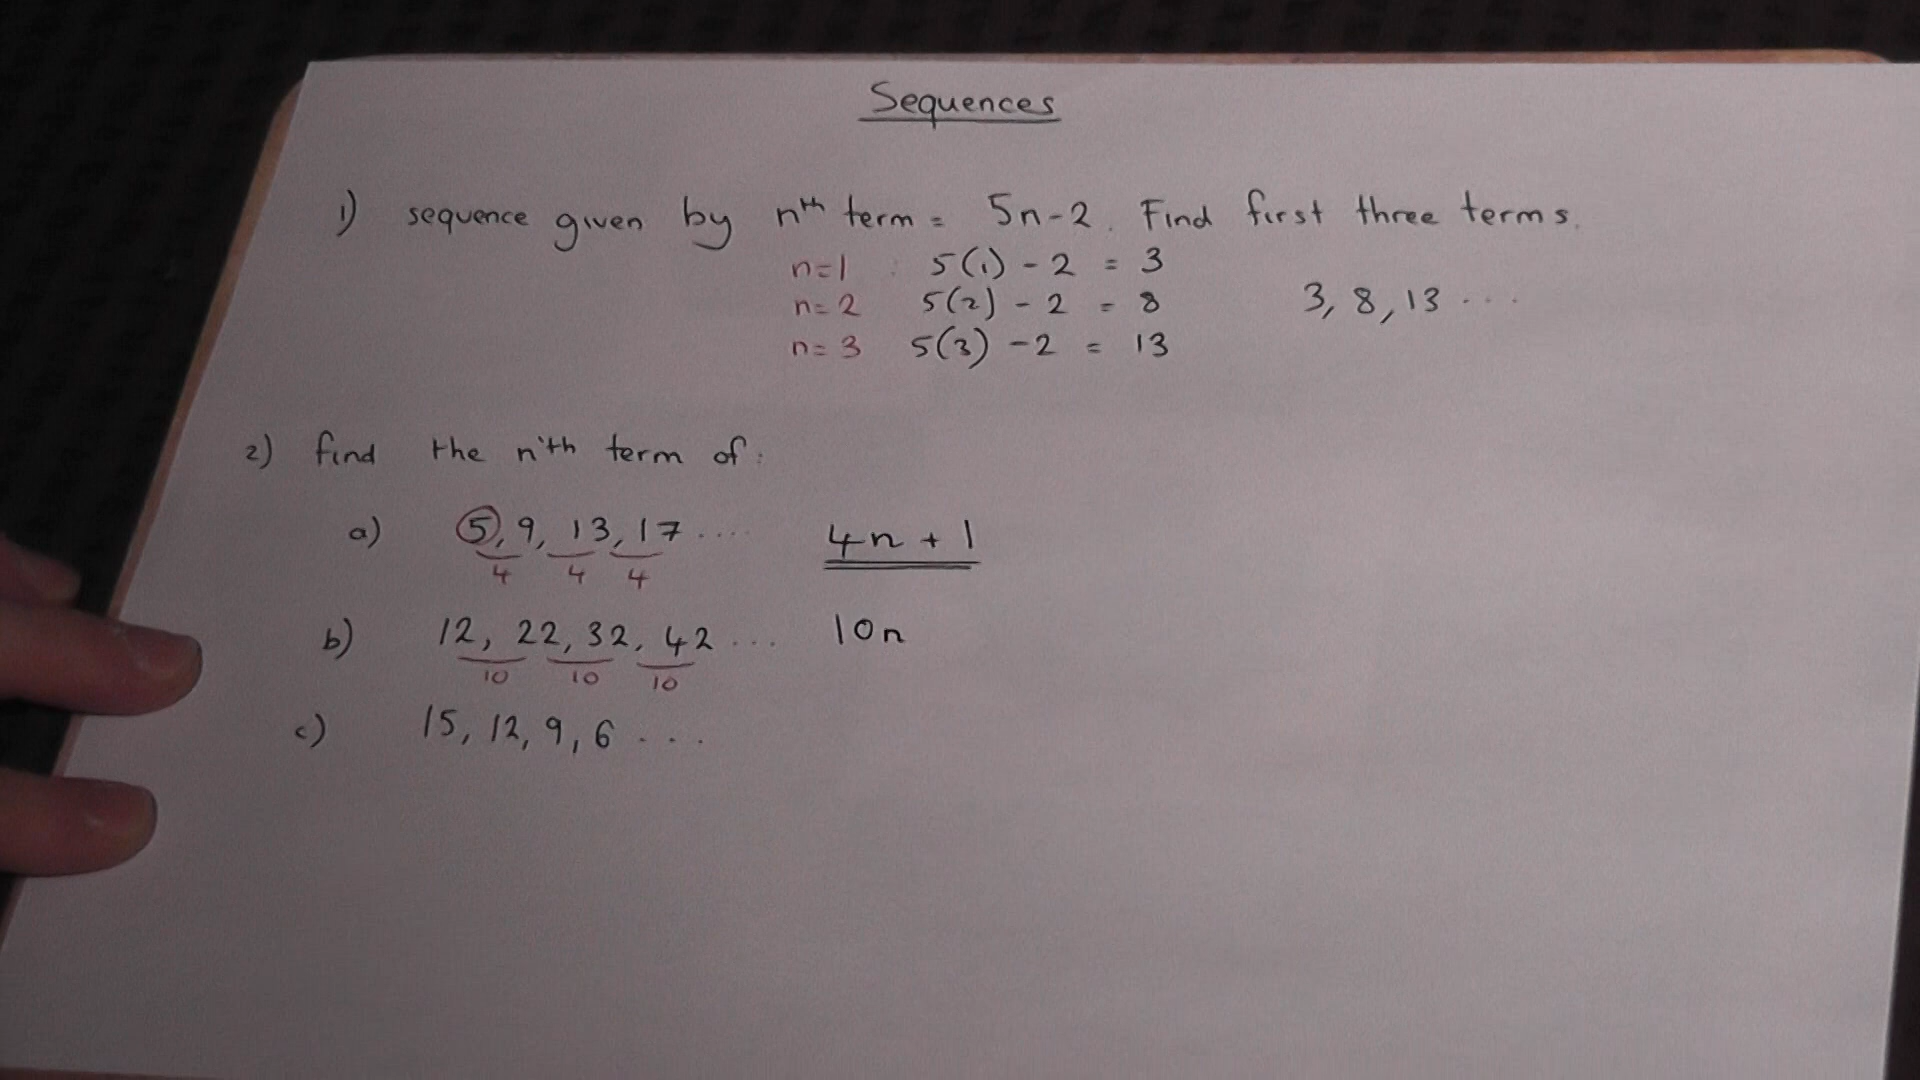 Sequences
1) sequence given by nth term = 5n-2. Find first three terms.
n=1 : 5(1) - 2 = 3
n=2 5(2) - 2 = 8 3, 8, 13 ....
n=3 5(3) - 2 = 13
2) find the n'th term of:
a) 5, 9, 13, 17 .... 4n + 1
4 4 4
b) 12, 22, 32, 42 ... 10n
10 10 10
c) 15, 12, 9, 6 ...